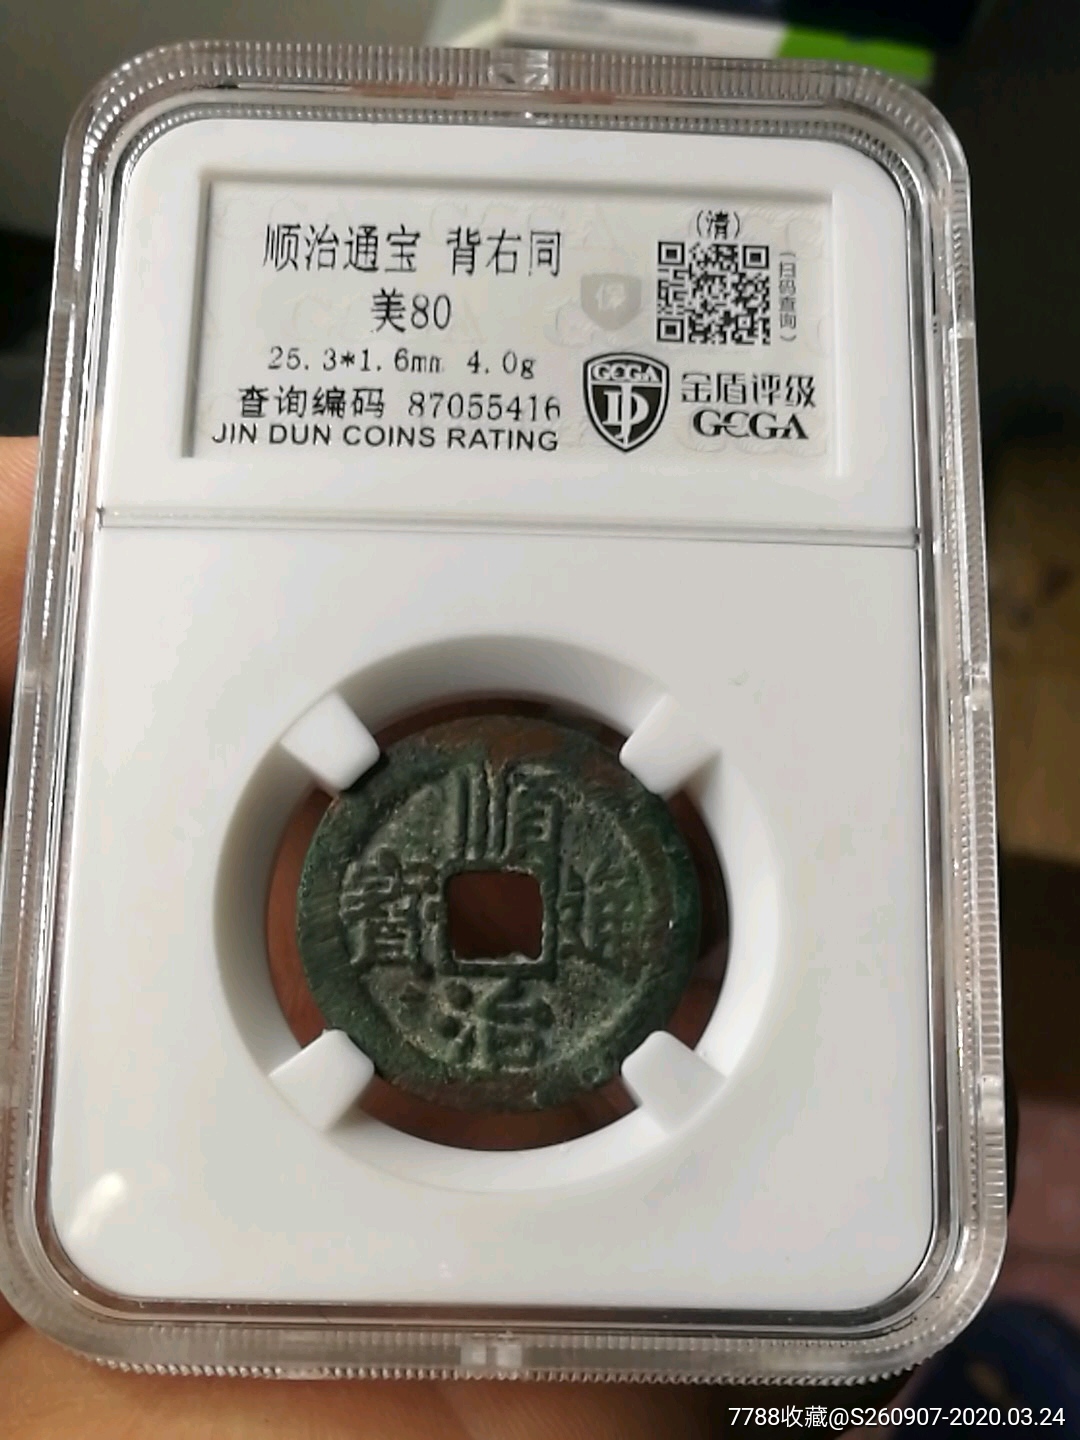 (清)
顺治通宝 背右同
美80
25.3*1.6mm 4.0g
查询编码 87055416
JIN DUN COINS RATING
保
(扫码查询)
GCGA
金盾评级
GCGA
順
治
通
寶
7788收藏@S260907-2020.03.24